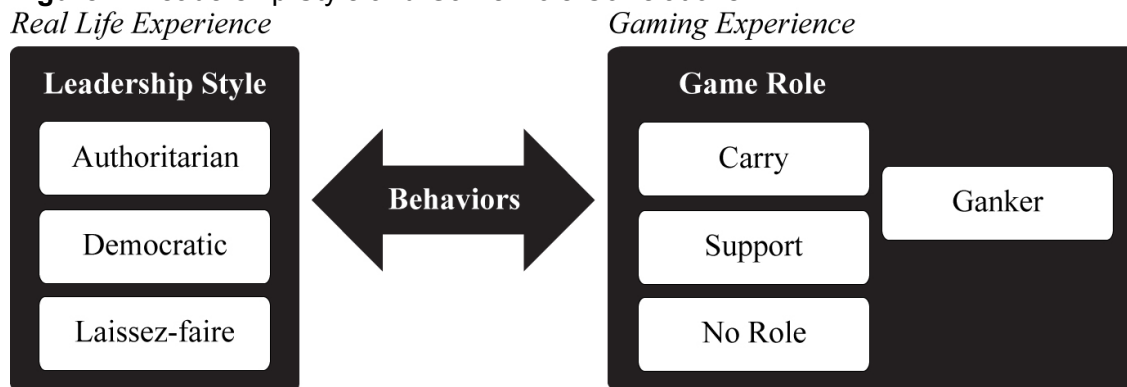 Real Life Experience
Gaming Experience
Leadership Style
Authoritarian
Democratic
Laissez-faire
Behaviors
Game Role
Carry
Support
No Role
Ganker